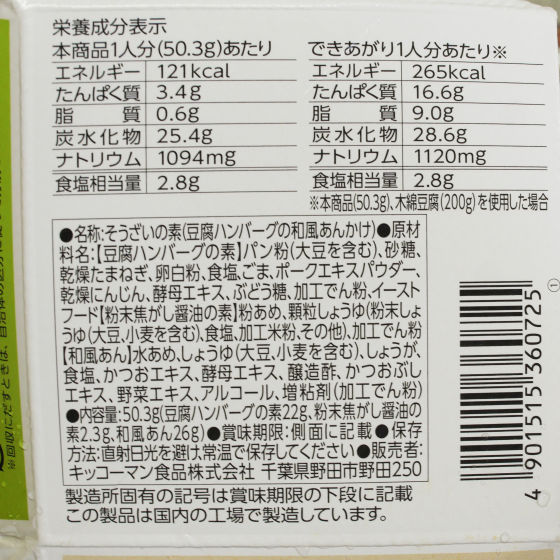 栄養成分表示
本商品1人分(50.3g)あたり
エネルギー 121kcal
たんぱく質 3.4g
脂質 0.6g
炭水化物 25.4g
ナトリウム 1094mg
食塩相当量 2.8g
できあがり1人分あたり※
エネルギー 265kcal
たんぱく質 16.6g
脂質 9.0g
炭水化物 28.6g
ナトリウム 1120mg
食塩相当量 2.8g
※本商品(50.3g)、木綿豆腐(200g)を使用した場合
●名称:そうざいの素(豆腐ハンバーグの和風あんかけ)●原材
料名:【豆腐ハンバーグの素】パン粉(大豆を含む)、砂糖、
乾燥たまねぎ、卵白粉、食塩、ごま、ポークエキスパウダー、
乾燥にんじん、酵母エキス、ぶどう糖、加工でん粉、イースト
フード【粉末焦がし醤油の素】粉あめ、顆粒しょうゆ(粉末しょ
うゆ(大豆、小麦を含む)、食塩、加工米粉、その他)、加工でん粉
【和風あん】水あめ、しょうゆ(大豆、小麦を含む)、しょうが、
食塩、かつおエキス、酵母エキス、醸造酢、かつおぶし
エキス、野菜エキス、アルコール、増粘剤(加工でん粉)
●内容量:50.3g(豆腐ハンバーグの素22g、粉末焦がし醤油の
素2.3g、和風あん26g)●賞味期限:側面に記載●保存
方法:直射日光を避け、常温で保存してください●販売者:
キッコーマン食品株式会社 千葉県野田市野田250
製造所固有の記号は賞味期限の下段に記載
この製品は国内の工場で製造しています。
4 901515 360725
①